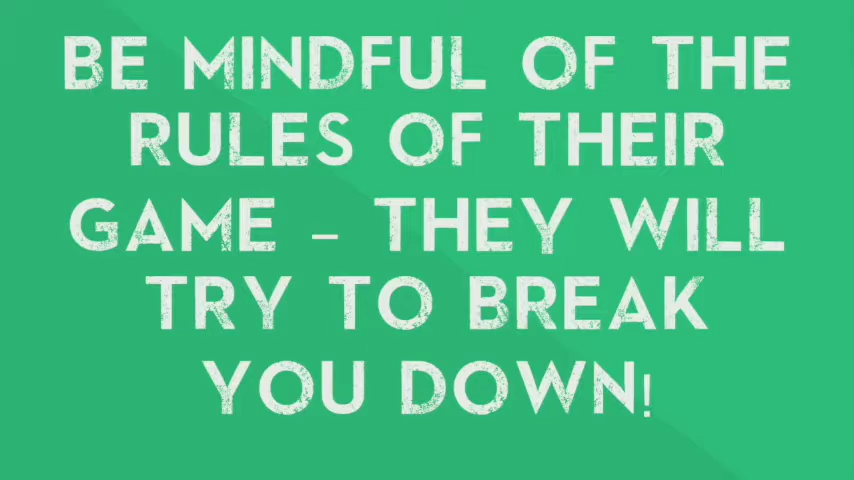 BE MINDFUL OF THE
RULES OF THEIR
GAME – THEY WILL
TRY TO BREAK
YOU DOWN!